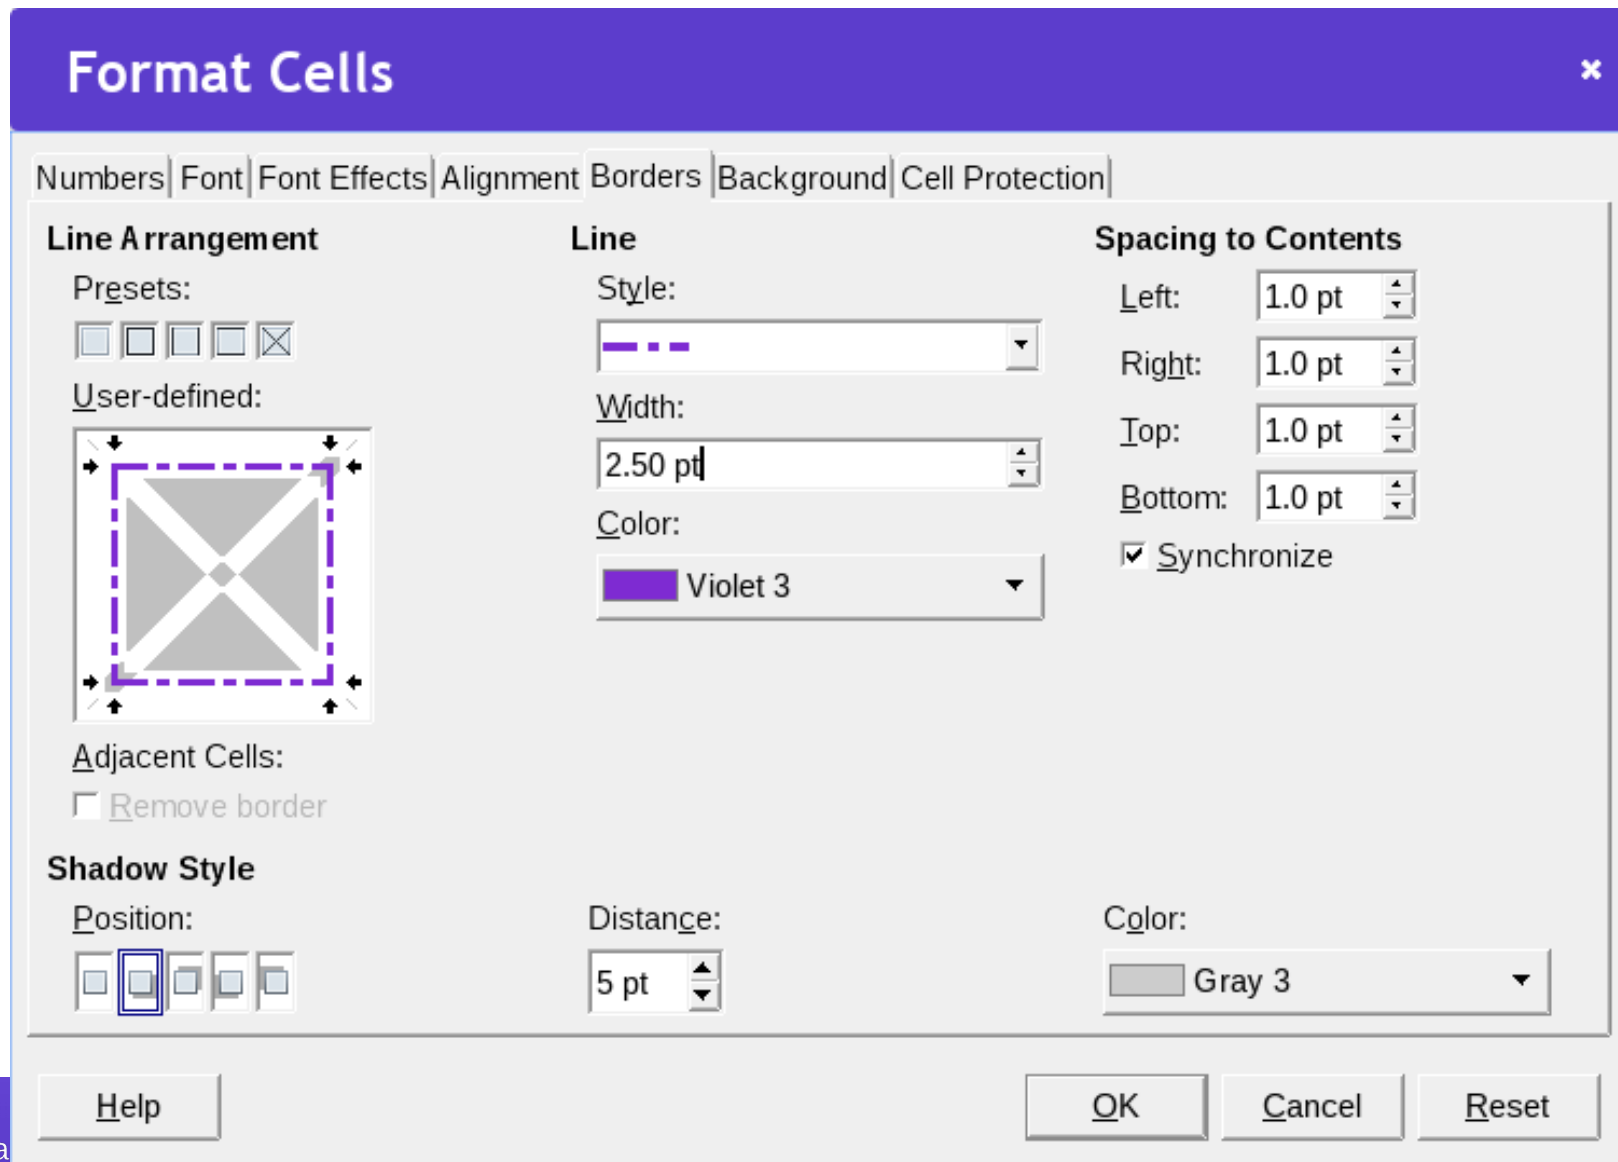 Format Cells
Numbers Font Font Effects Alignment Borders Background Cell Protection
Line Arrangement
Presets:
User-defined:
Adjacent Cells:
Remove border
Line
Style:
Width:
2.50 pt
Color:
Violet 3
Spacing to Contents
Left: 1.0 pt
Right: 1.0 pt
Top: 1.0 pt
Bottom: 1.0 pt
Synchronize
Shadow Style
Position:
Distance:
5 pt
Color:
Gray 3
Help OK Cancel Reset
a